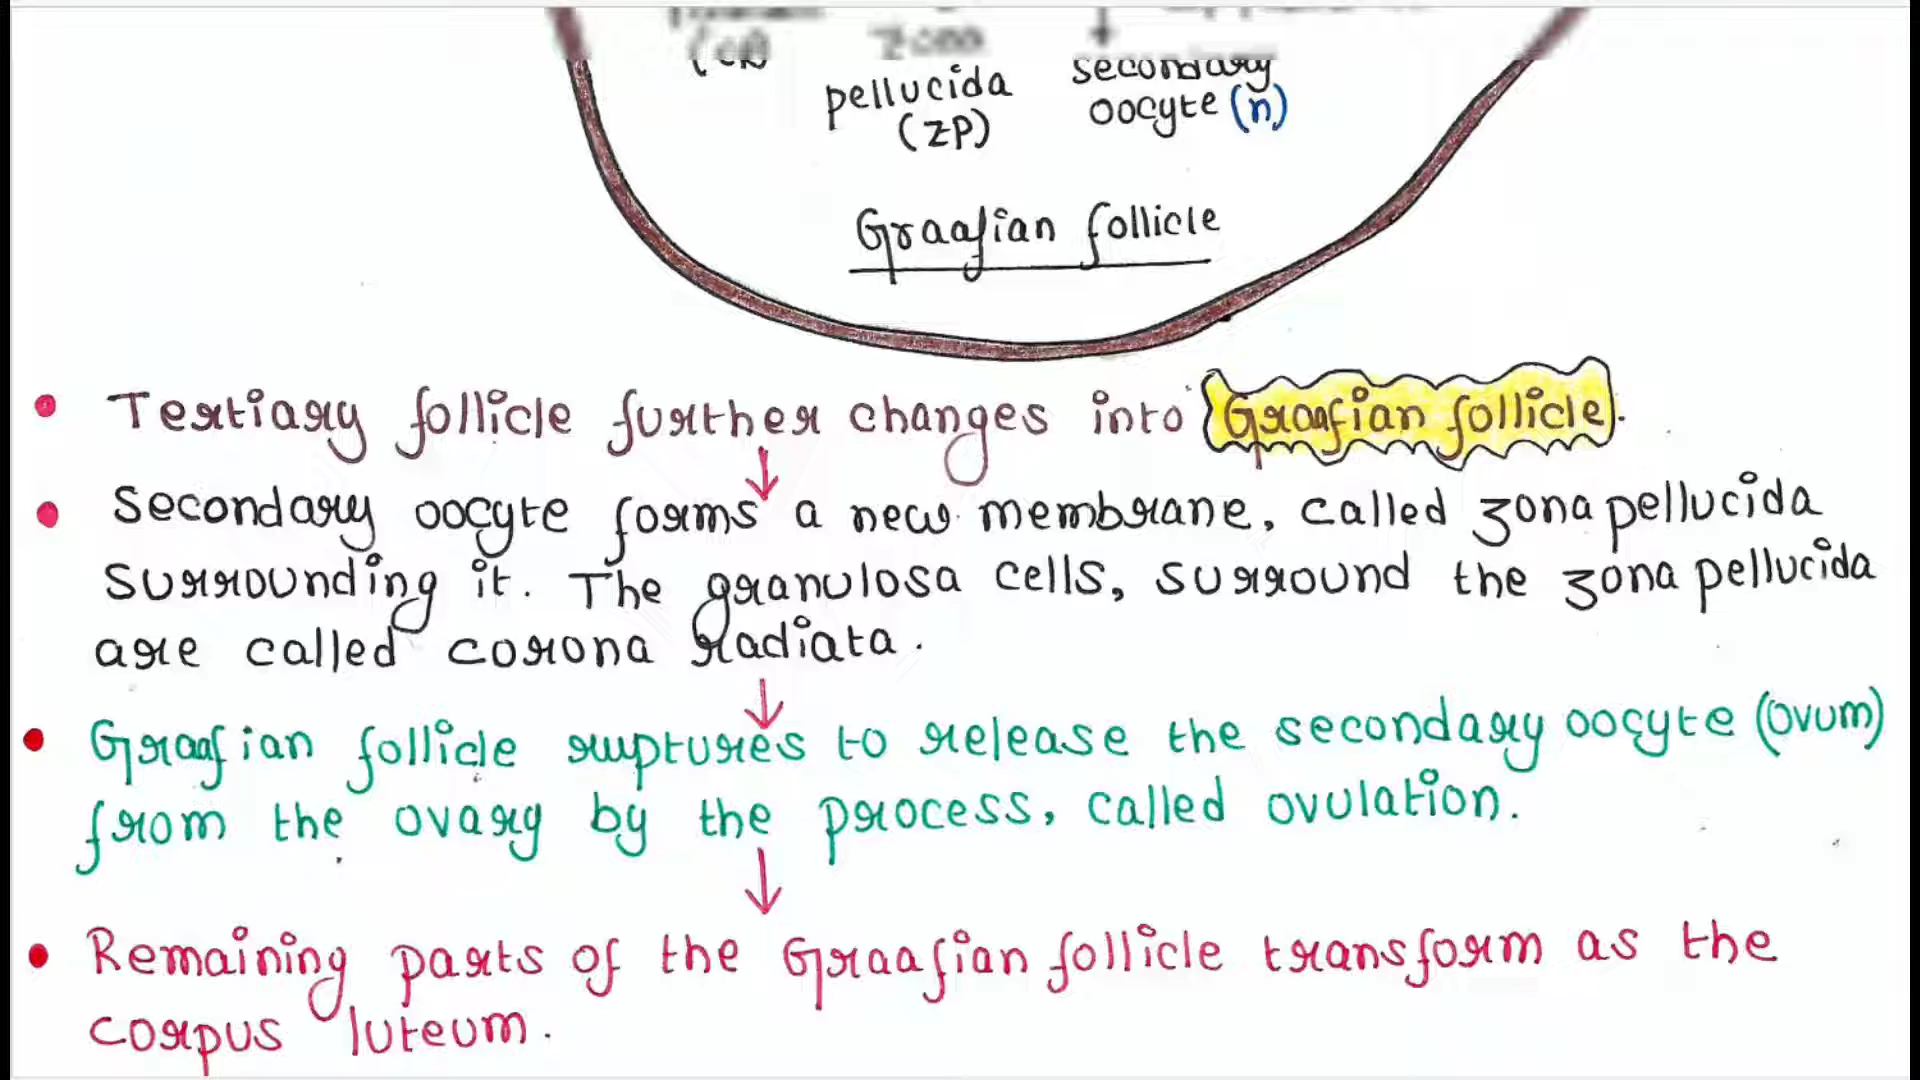 (CR)
zona
pellucida
secondary
(ZP)
oocyte (n)
Graafian follicle
• Tertiary follicle further changes into Graafian follicle.
• Secondary oocyte forms a new membrane, called zona pellucida
surrounding it. The granulosa cells, surround the zona pellucida
are called corona radiata.
• Graafian follicle ruptures to release the secondary oocyte (ovum)
from the ovary by the process, called ovulation.
• Remaining parts of the Graafian follicle transform as the
corpus luteum.